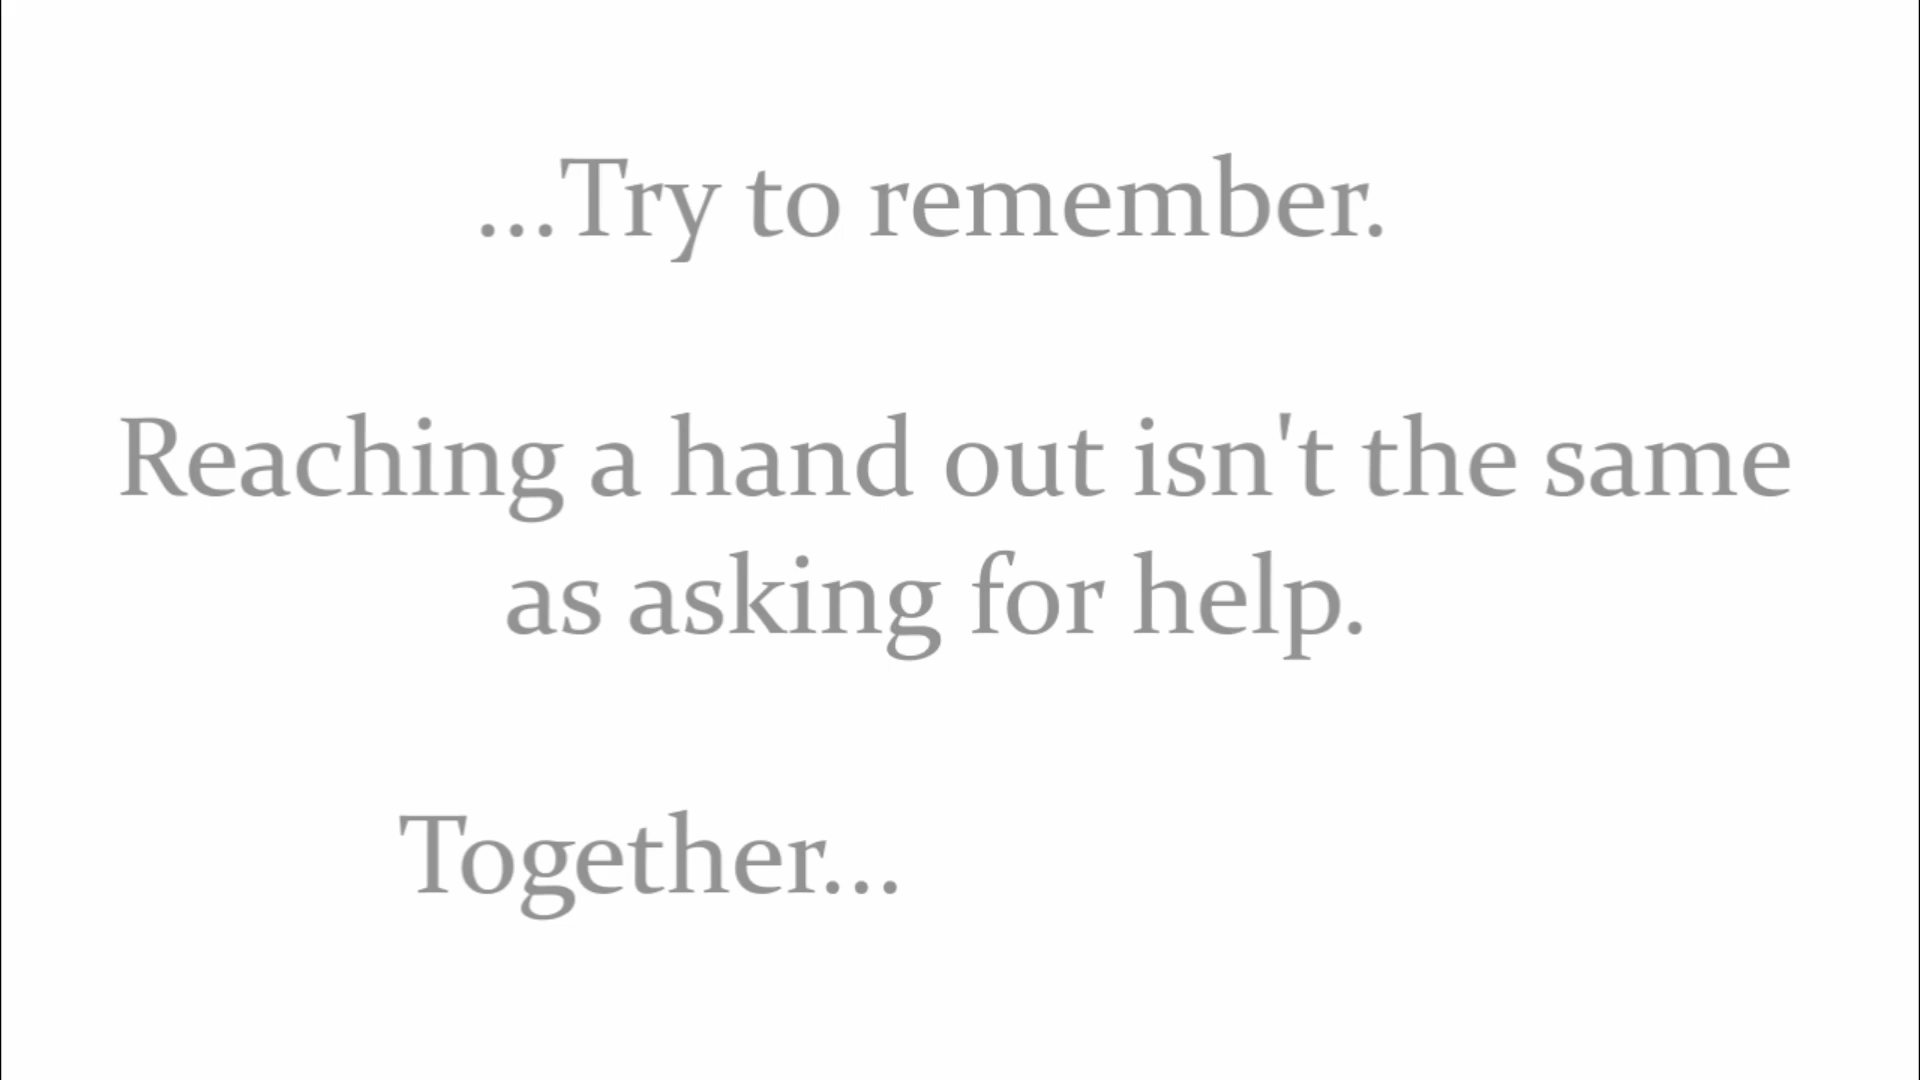 ...Try to remember.
Reaching a hand out isn't the same
as asking for help.
Together...